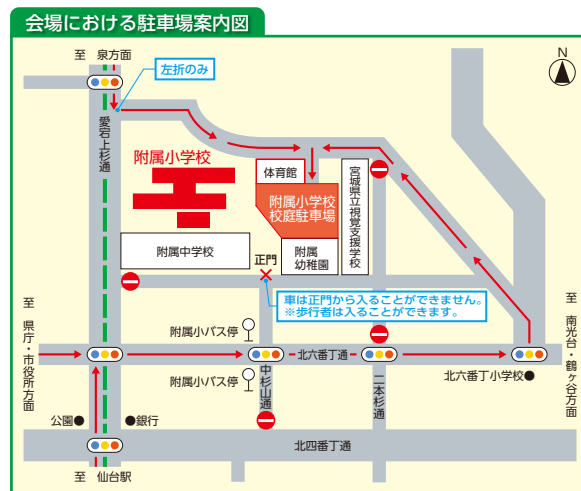 会場における駐車場案内図
至 泉方面
左折のみ
N
愛宕上杉通
附属小学校
体育館
附属小学校
校庭駐車場
宮城県立視覚支援学校
附属中学校
正門
附属
幼稚園
車は正門から入ることができません。
※歩行者は入ることができます。
至 県庁・市役所方面
至 南光台・鶴ヶ谷方面
附属小バス停
北六番丁通
附属小バス停
中杉山通
二本杉通
北六番丁小学校●
公園●
●銀行
北四番丁通
至 仙台駅